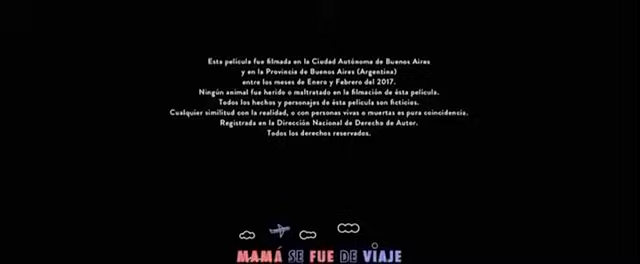 Esta película fue filmada en la Ciudad Autónoma de Buenos Aires
y en la Provincia de Buenos Aires (Argentina)
entre los meses de Enero y Febrero del 2017.
Ningún animal fue herido o maltratado en la filmación de ésta película.
Todos los hechos y personajes de ésta película son ficticios.
Cualquier similitud con la realidad, o con personas vivas o muertas es pura coincidencia.
Registrada en la Dirección Nacional de Derecho de Autor.
Todos los derechos reservados.
MAMÁ SE FUE DE VIAJE